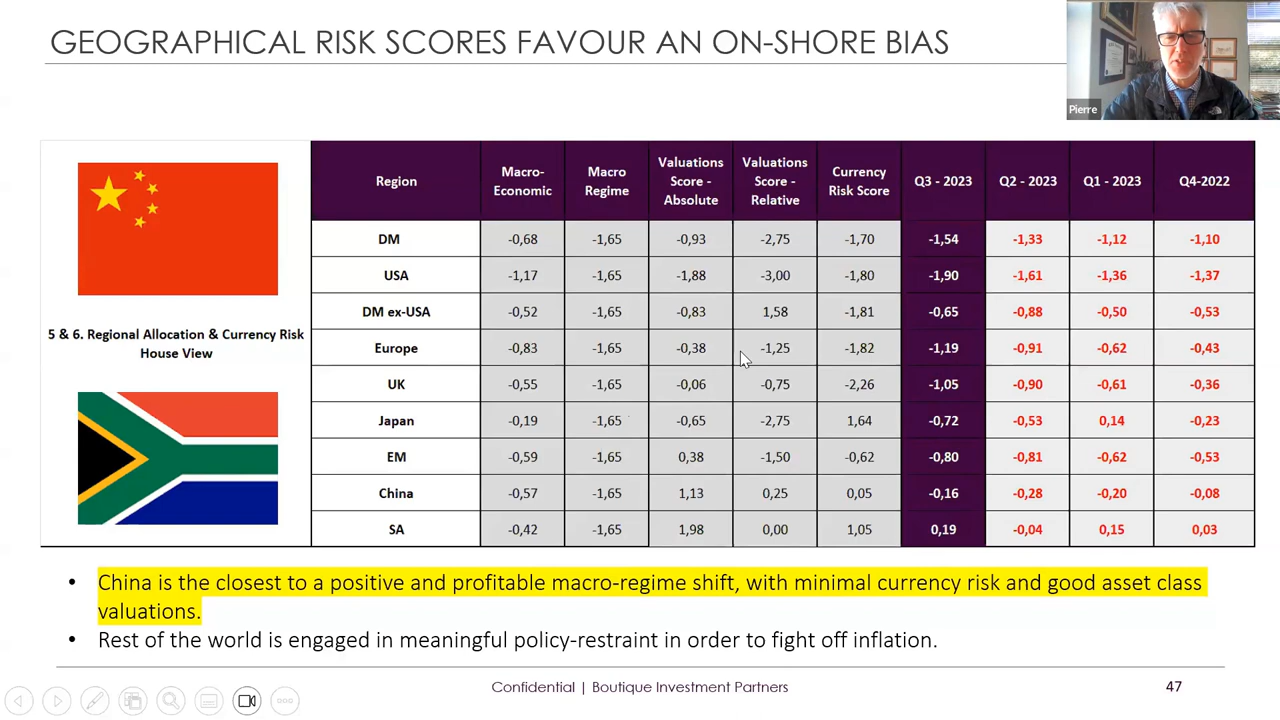 GEOGRAPHICAL RISK SCORES FAVOUR AN ON-SHORE BIAS
Pierre
5 & 6. Regional Allocation & Currency Risk
House View
Region Macro-Economic Macro Regime Valuations Score - Absolute Valuations Score - Relative Currency Risk Score Q3 - 2023 Q2 - 2023 Q1 - 2023 Q4-2022
DM -0,68 -1,65 -0,93 -2,75 -1,70 -1,54 -1,33 -1,12 -1,10
USA -1,17 -1,65 -1,88 -3,00 -1,80 -1,90 -1,61 -1,36 -1,37
DM ex-USA -0,52 -1,65 -0,83 1,58 -1,81 -0,65 -0,88 -0,50 -0,53
Europe -0,83 -1,65 -0,38 -1,25 -1,82 -1,19 -0,91 -0,62 -0,43
UK -0,55 -1,65 -0,06 -0,75 -2,26 -1,05 -0,90 -0,61 -0,36
Japan -0,19 -1,65 -0,65 -2,75 1,64 -0,72 -0,53 0,14 -0,23
EM -0,59 -1,65 0,38 -1,50 -0,62 -0,80 -0,81 -0,62 -0,53
China -0,57 -1,65 1,13 0,25 0,05 -0,16 -0,28 -0,20 -0,08
SA -0,42 -1,65 1,98 0,00 1,05 0,19 -0,04 0,15 0,03
• China is the closest to a positive and profitable macro-regime shift, with minimal currency risk and good asset class
valuations.
• Rest of the world is engaged in meaningful policy-restraint in order to fight off inflation.
Confidential | Boutique Investment Partners
47